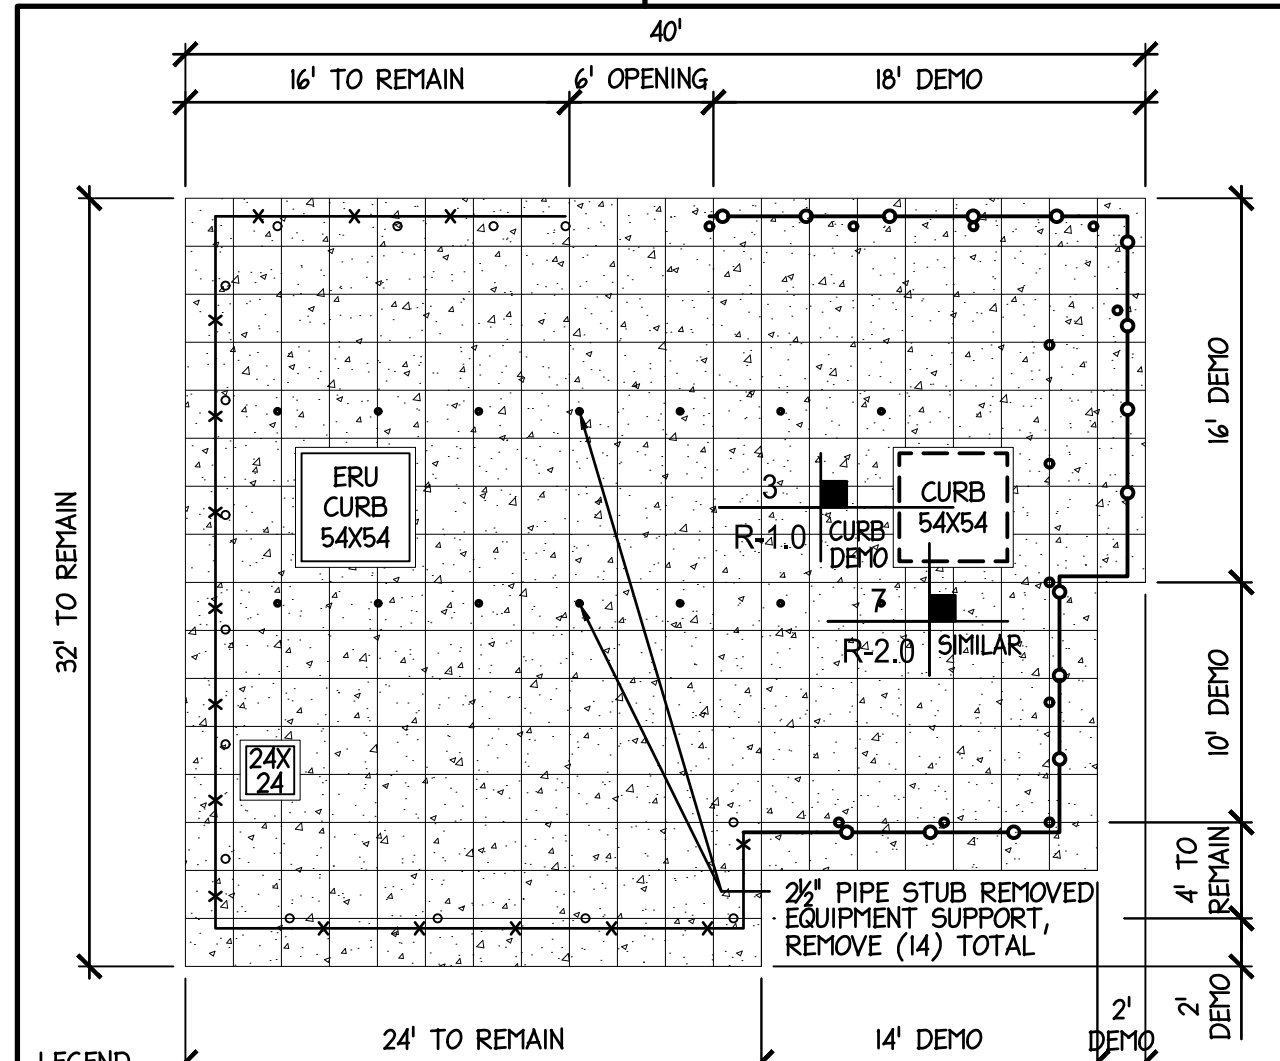 40'
16' TO REMAIN
6' OPENING
18' DEMO
32' TO REMAIN
16' DEMO
ERU
CURB
54X54
3
R-1.0
CURB
DEMO
CURB
54X54
7
R-2.0
SIMILAR
10' DEMO
24X
24
4' TO
REMAIN
2½" PIPE STUB REMOVED
EQUIPMENT SUPPORT,
REMOVE (14) TOTAL
2'
DEMO
24' TO REMAIN
14' DEMO
2'
DEMO
LEGEND